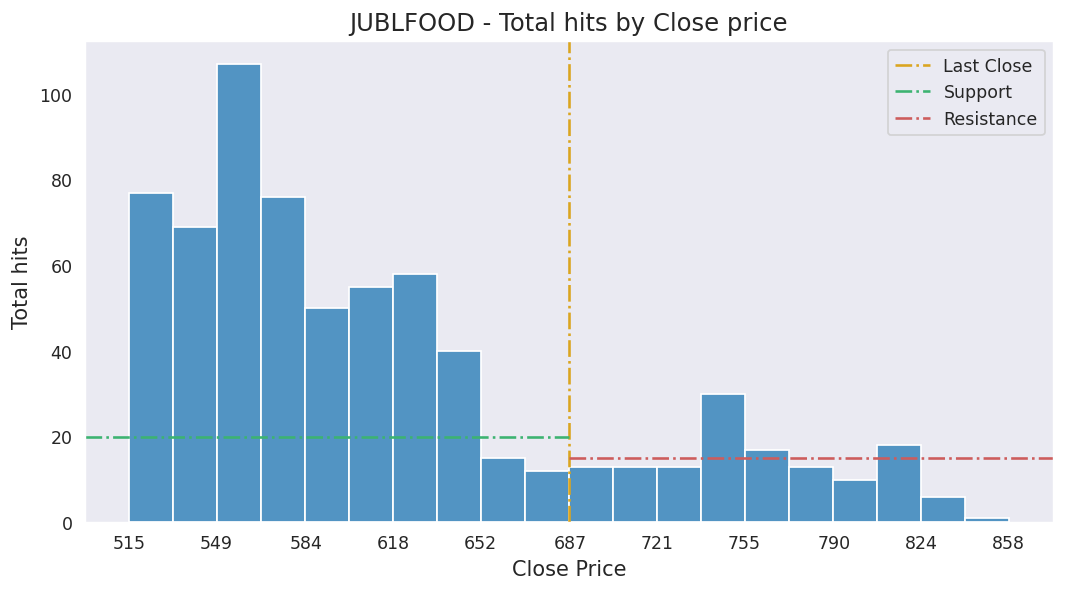 JUBLFOOD - Total hits by Close price
Last Close
Support
Resistance
Total hits
100
80
60
40
20
0
515 549 584 618 652 687 721 755 790 824 858
Close Price